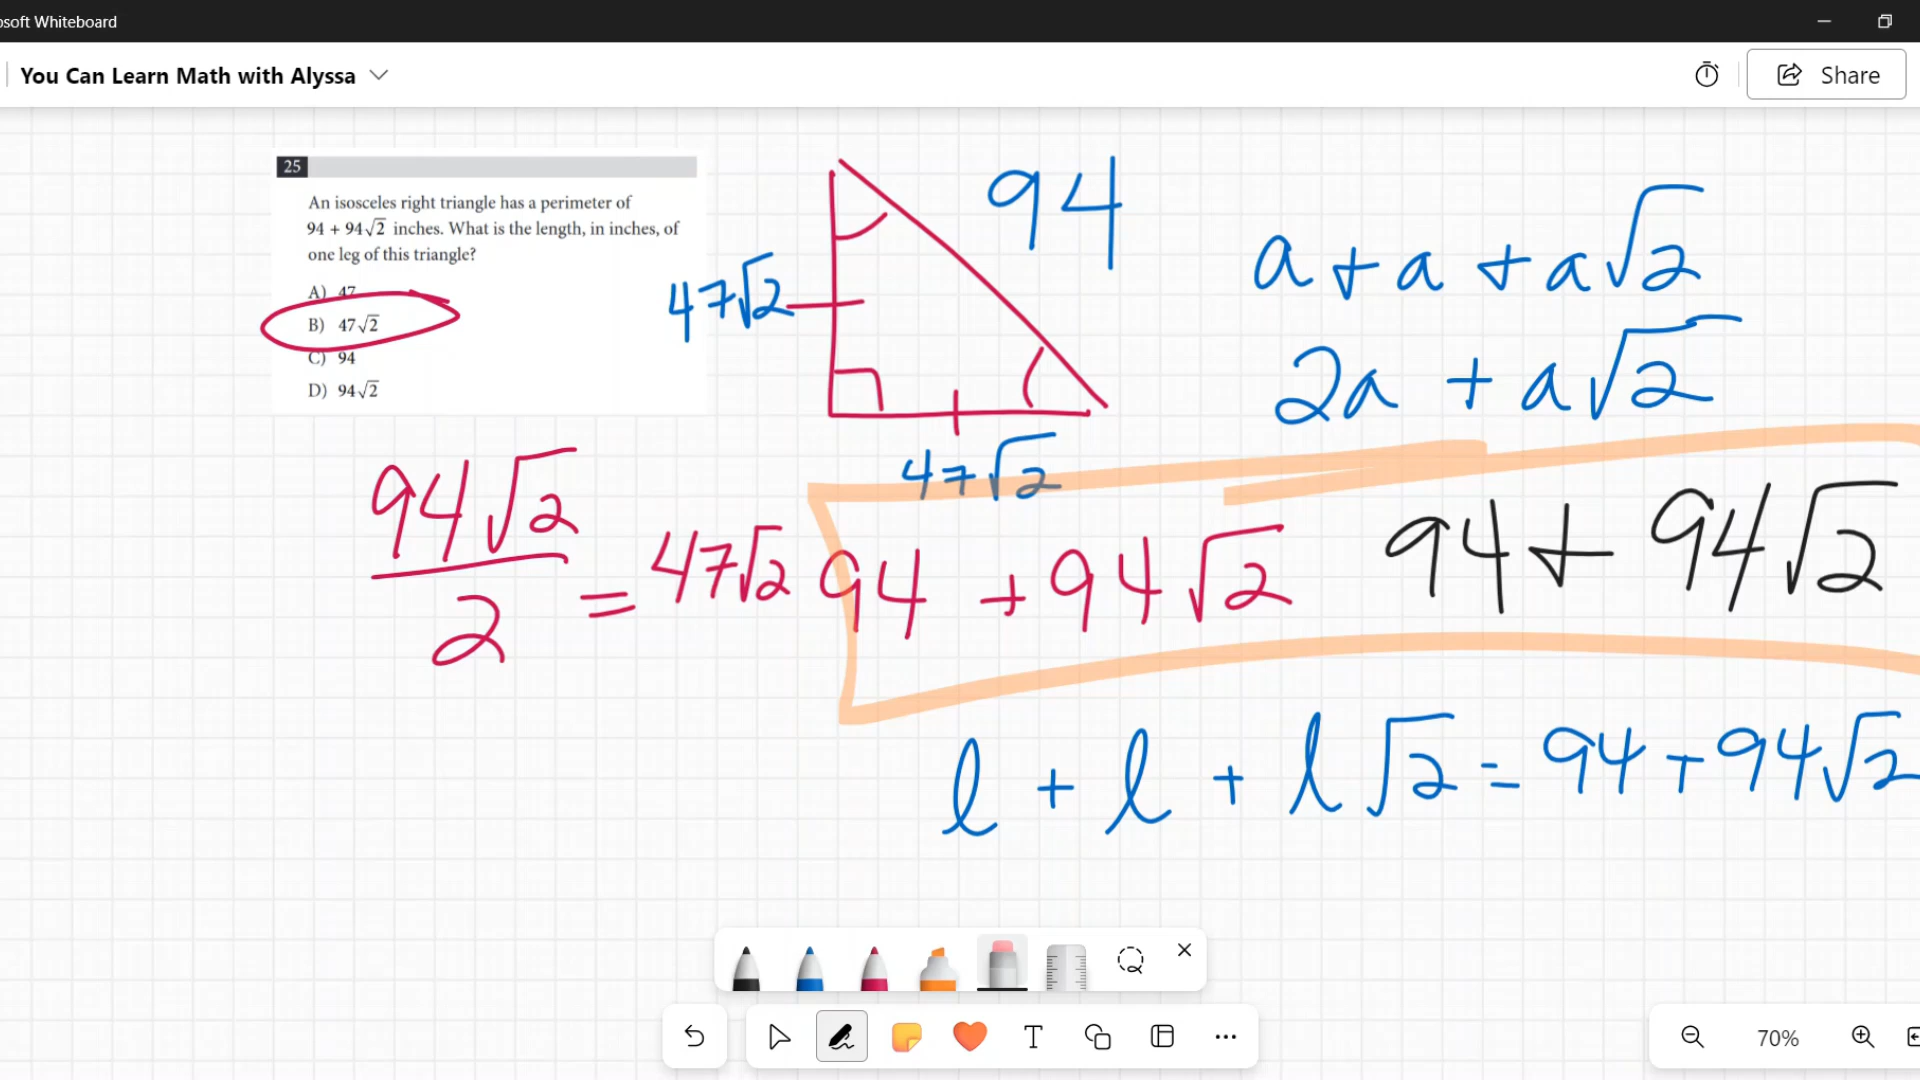 osoft Whiteboard
You Can Learn Math with Alyssa
Share
25
An isosceles right triangle has a perimeter of
94 + 94√2 inches. What is the length, in inches, of
one leg of this triangle?
A) 47
B) 47√2
C) 94
D) 94√2
94
47√2
47√2
a + a + a√2
2a + a√2
94√2
2
= 47√2
94 + 94√2
94 + 94√2
l + l + l√2 = 94 + 94√2
70%